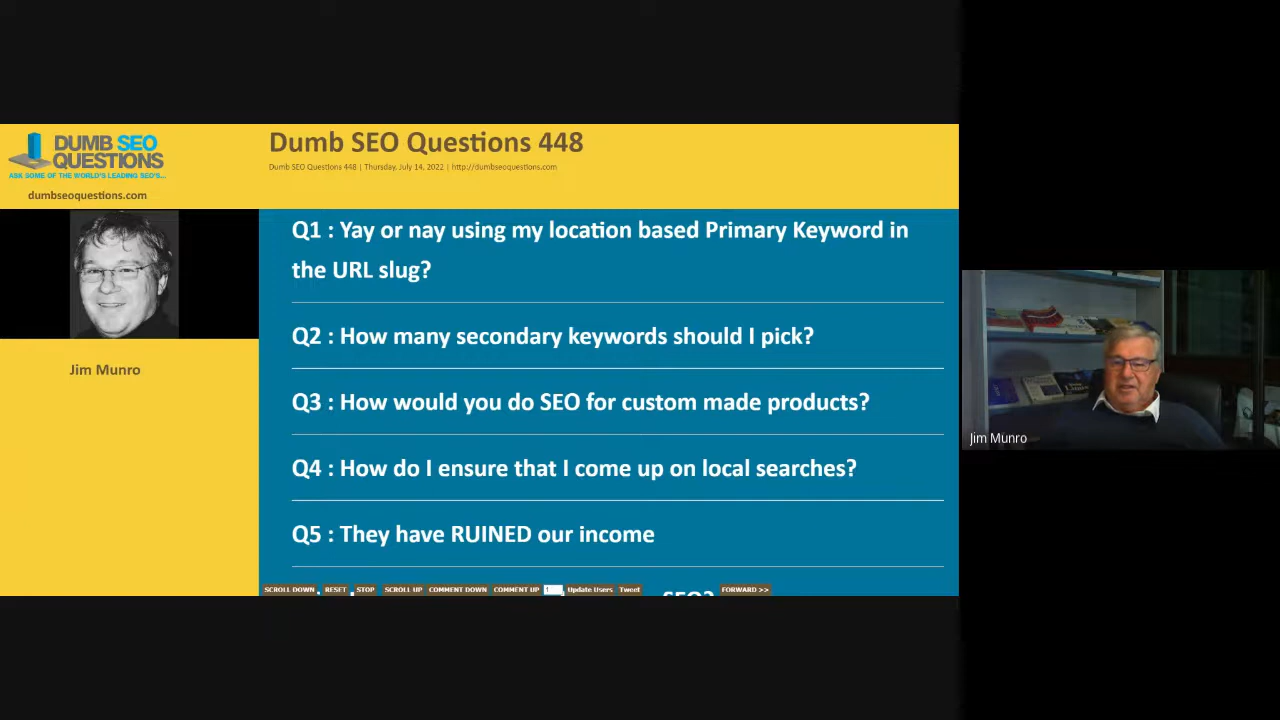 DUMB SEO
QUESTIONS
ASK SOME OF THE WORLD'S LEADING SEO'S...
dumbseoquestions.com
Dumb SEO Questions 448
Dumb SEO Questions 448 | Thursday, July 14, 2022 | http://dumbseoquestions.com
Jim Munro
Q1 : Yay or nay using my location based Primary Keyword in
the URL slug?
Q2 : How many secondary keywords should I pick?
Q3 : How would you do SEO for custom made products?
Q4 : How do I ensure that I come up on local searches?
Q5 : They have RUINED our income
SEO?
SCROLL DOWN RESET STOP SCROLL UP COMMENT DOWN COMMENT UP 1 Update Users Tweet FORWARD >>
Jim Munro